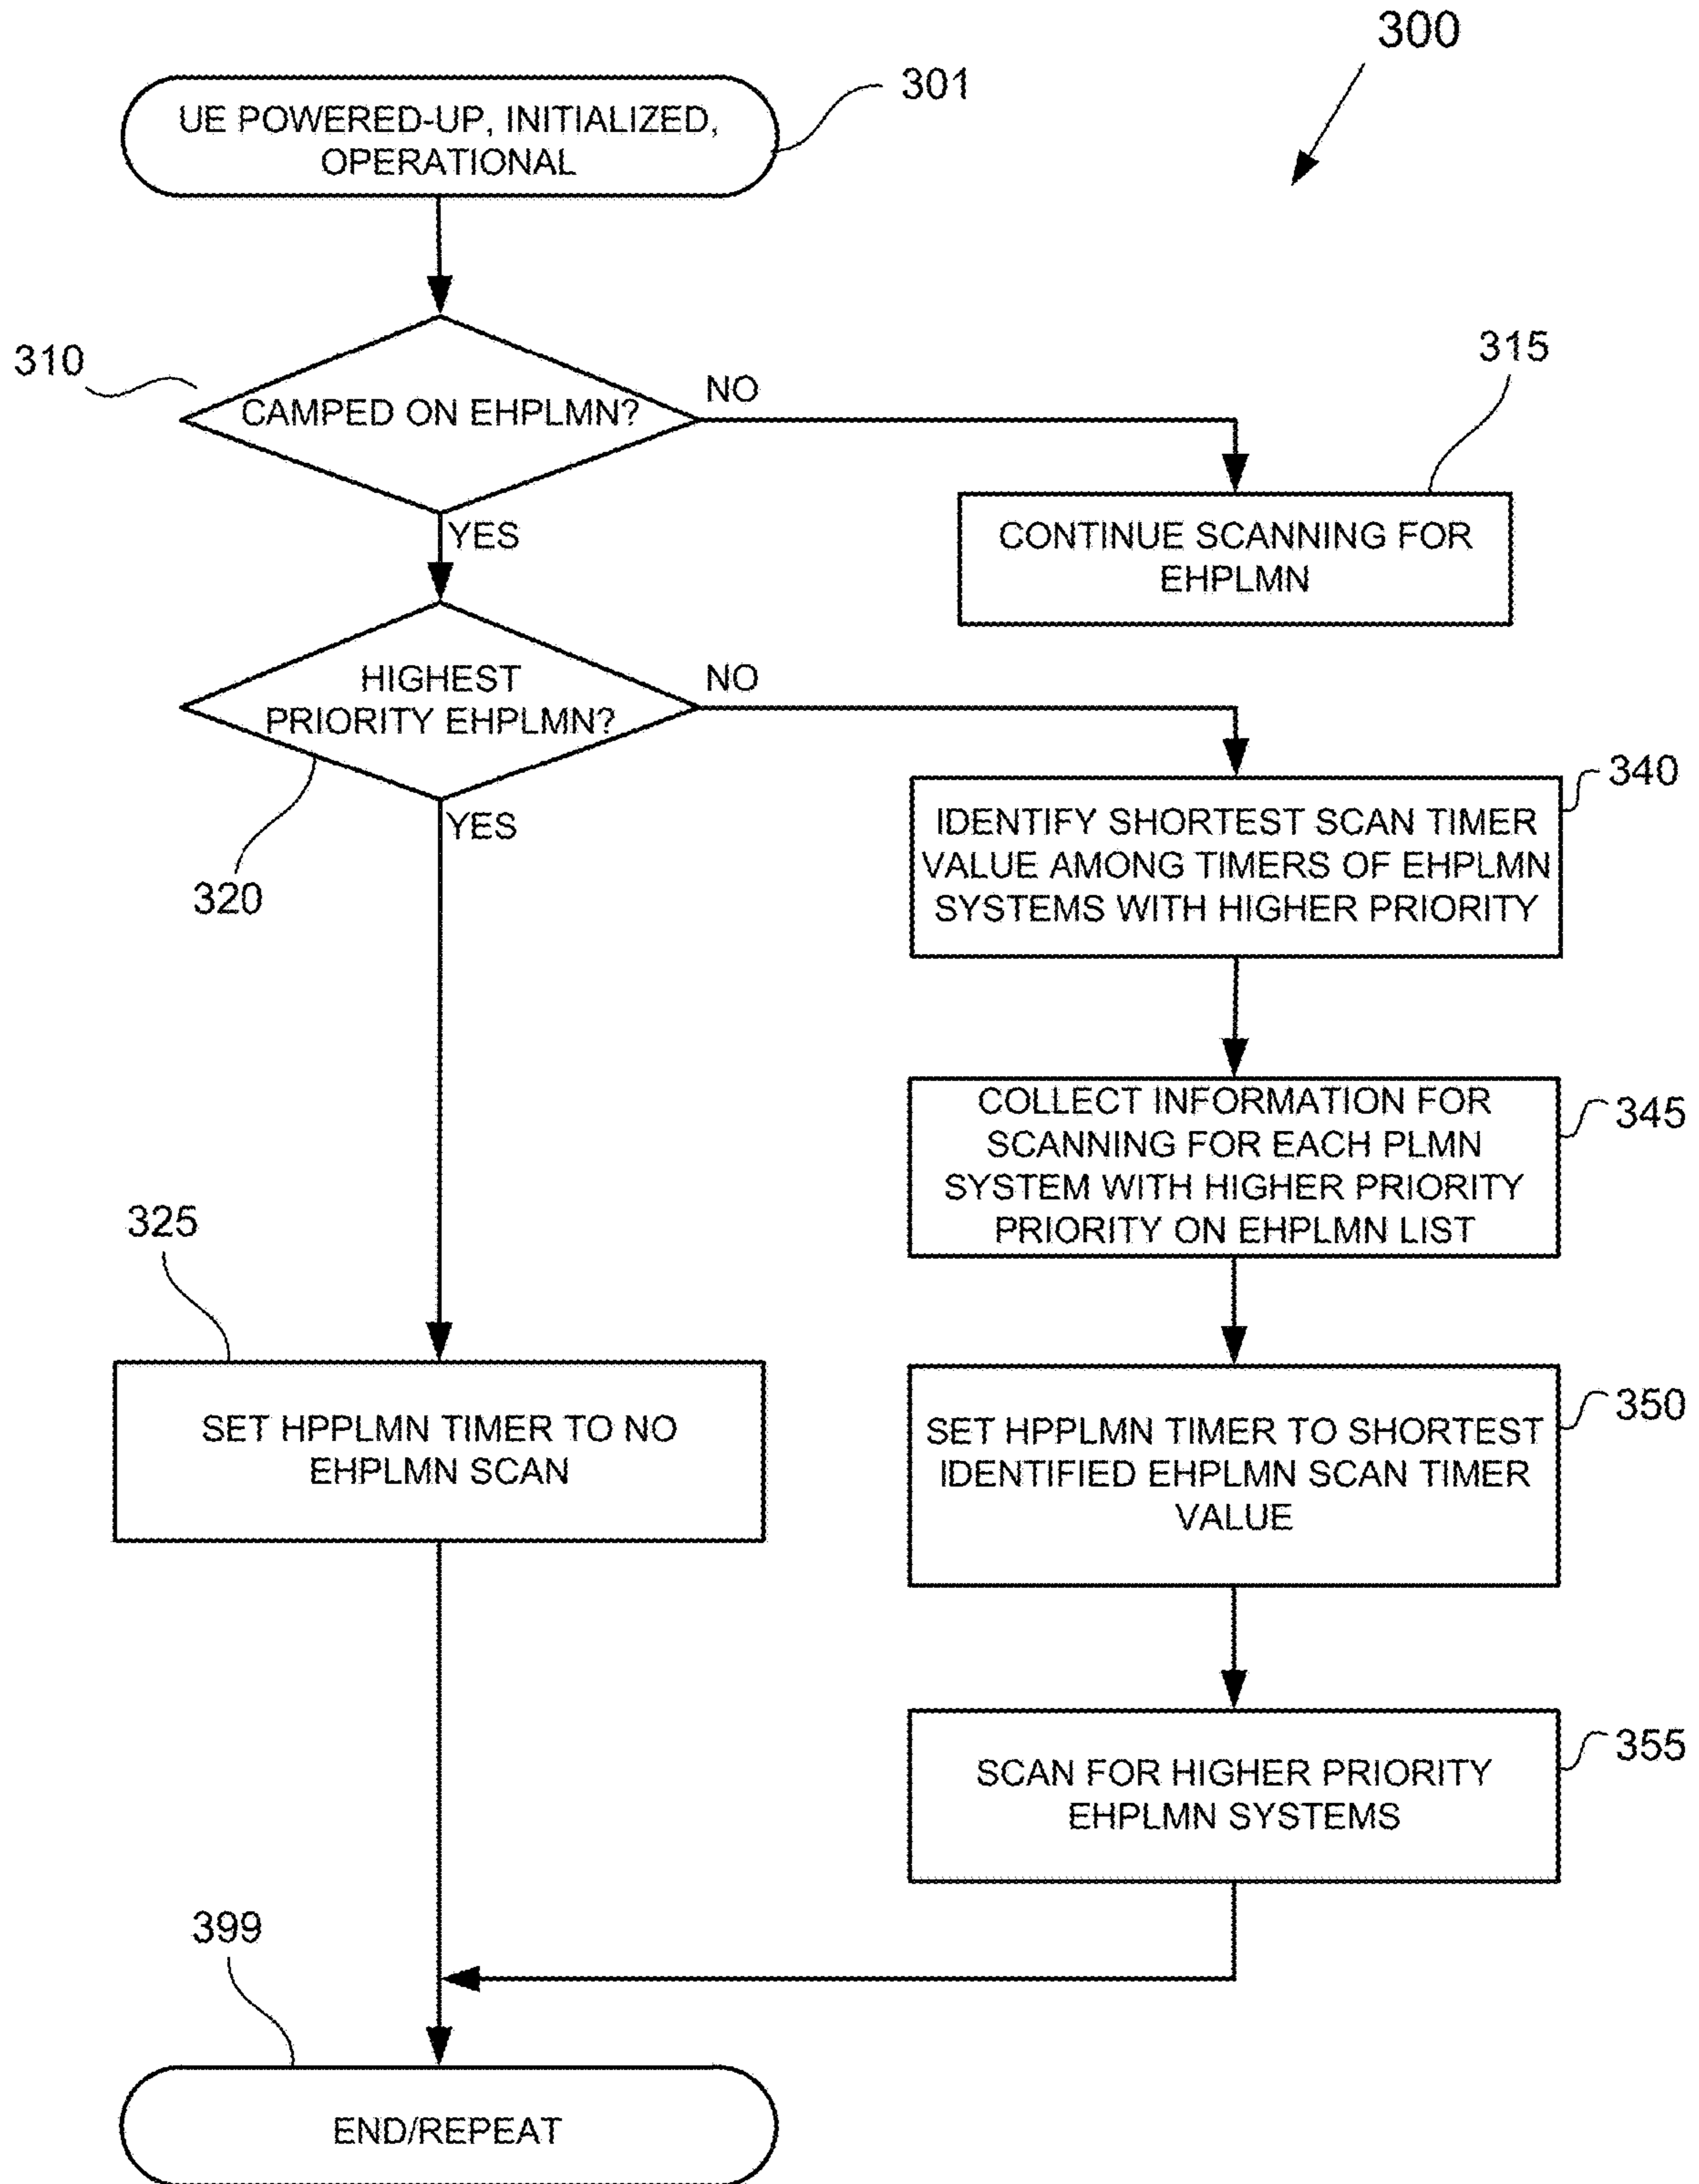 300
301
UE POWERED-UP, INITIALIZED,
OPERATIONAL
310
CAMPED ON EHPLMN?
NO
315
CONTINUE SCANNING FOR
EHPLMN
YES
HIGHEST
PRIORITY EHPLMN?
NO
320
YES
340
IDENTIFY SHORTEST SCAN TIMER
VALUE AMONG TIMERS OF EHPLMN
SYSTEMS WITH HIGHER PRIORITY
345
COLLECT INFORMATION FOR
SCANNING FOR EACH PLMN
SYSTEM WITH HIGHER PRIORITY
PRIORITY ON EHPLMN LIST
325
SET HPPLMN TIMER TO NO
EHPLMN SCAN
350
SET HPPLMN TIMER TO SHORTEST
IDENTIFIED EHPLMN SCAN TIMER
VALUE
355
SCAN FOR HIGHER PRIORITY
EHPLMN SYSTEMS
399
END/REPEAT